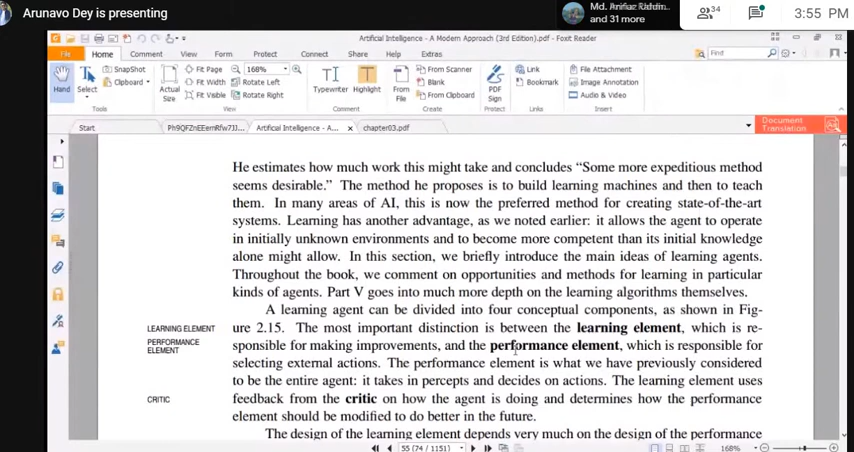 Arunavo Dey is presenting
Md. Arifuz Uddin...
and 31 more
34
3:55 PM
Artificial Intelligence - A Modern Approach (3rd Edition).pdf - Foxit Reader
File
Home
Comment
View
Form
Protect
Connect
Share
Help
Extras
Find
Hand
Select
SnapShot
Clipboard
Actual
Size
Fit Page
Fit Width
Fit Visible
168%
Rotate Left
Rotate Right
Typewriter
Highlight
From
File
From Scanner
Blank
From Clipboard
PDF
Sign
Link
Bookmark
File Attachment
Image Annotation
Audio & Video
Tools
View
Comment
Create
Protect
Links
Insert
Start
Artificial Intelligence - A...
chapter03.pdf
Document
Translation
He estimates how much work this might take and concludes “Some more expeditious method
seems desirable.” The method he proposes is to build learning machines and then to teach
them. In many areas of AI, this is now the preferred method for creating state-of-the-art
systems. Learning has another advantage, as we noted earlier: it allows the agent to operate
in initially unknown environments and to become more competent than its initial knowledge
alone might allow. In this section, we briefly introduce the main ideas of learning agents.
Throughout the book, we comment on opportunities and methods for learning in particular
kinds of agents. Part V goes into much more depth on the learning algorithms themselves.
A learning agent can be divided into four conceptual components, as shown in Fig-
LEARNING ELEMENT
ure 2.15. The most important distinction is between the learning element, which is re-
PERFORMANCE
ELEMENT
sponsible for making improvements, and the performance element, which is responsible for
selecting external actions. The performance element is what we have previously considered
to be the entire agent: it takes in percepts and decides on actions. The learning element uses
CRITIC
feedback from the critic on how the agent is doing and determines how the performance
element should be modified to do better in the future.
The design of the learning element depends very much on the design of the performance
55 (74 / 1151)
168%